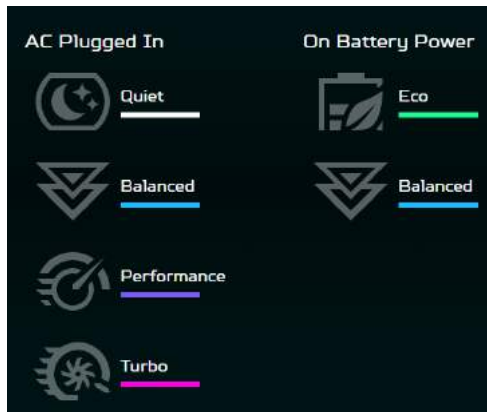 AC Plugged In
On Battery Power
Quiet
Eco
Balanced
Balanced
Performance
Turbo